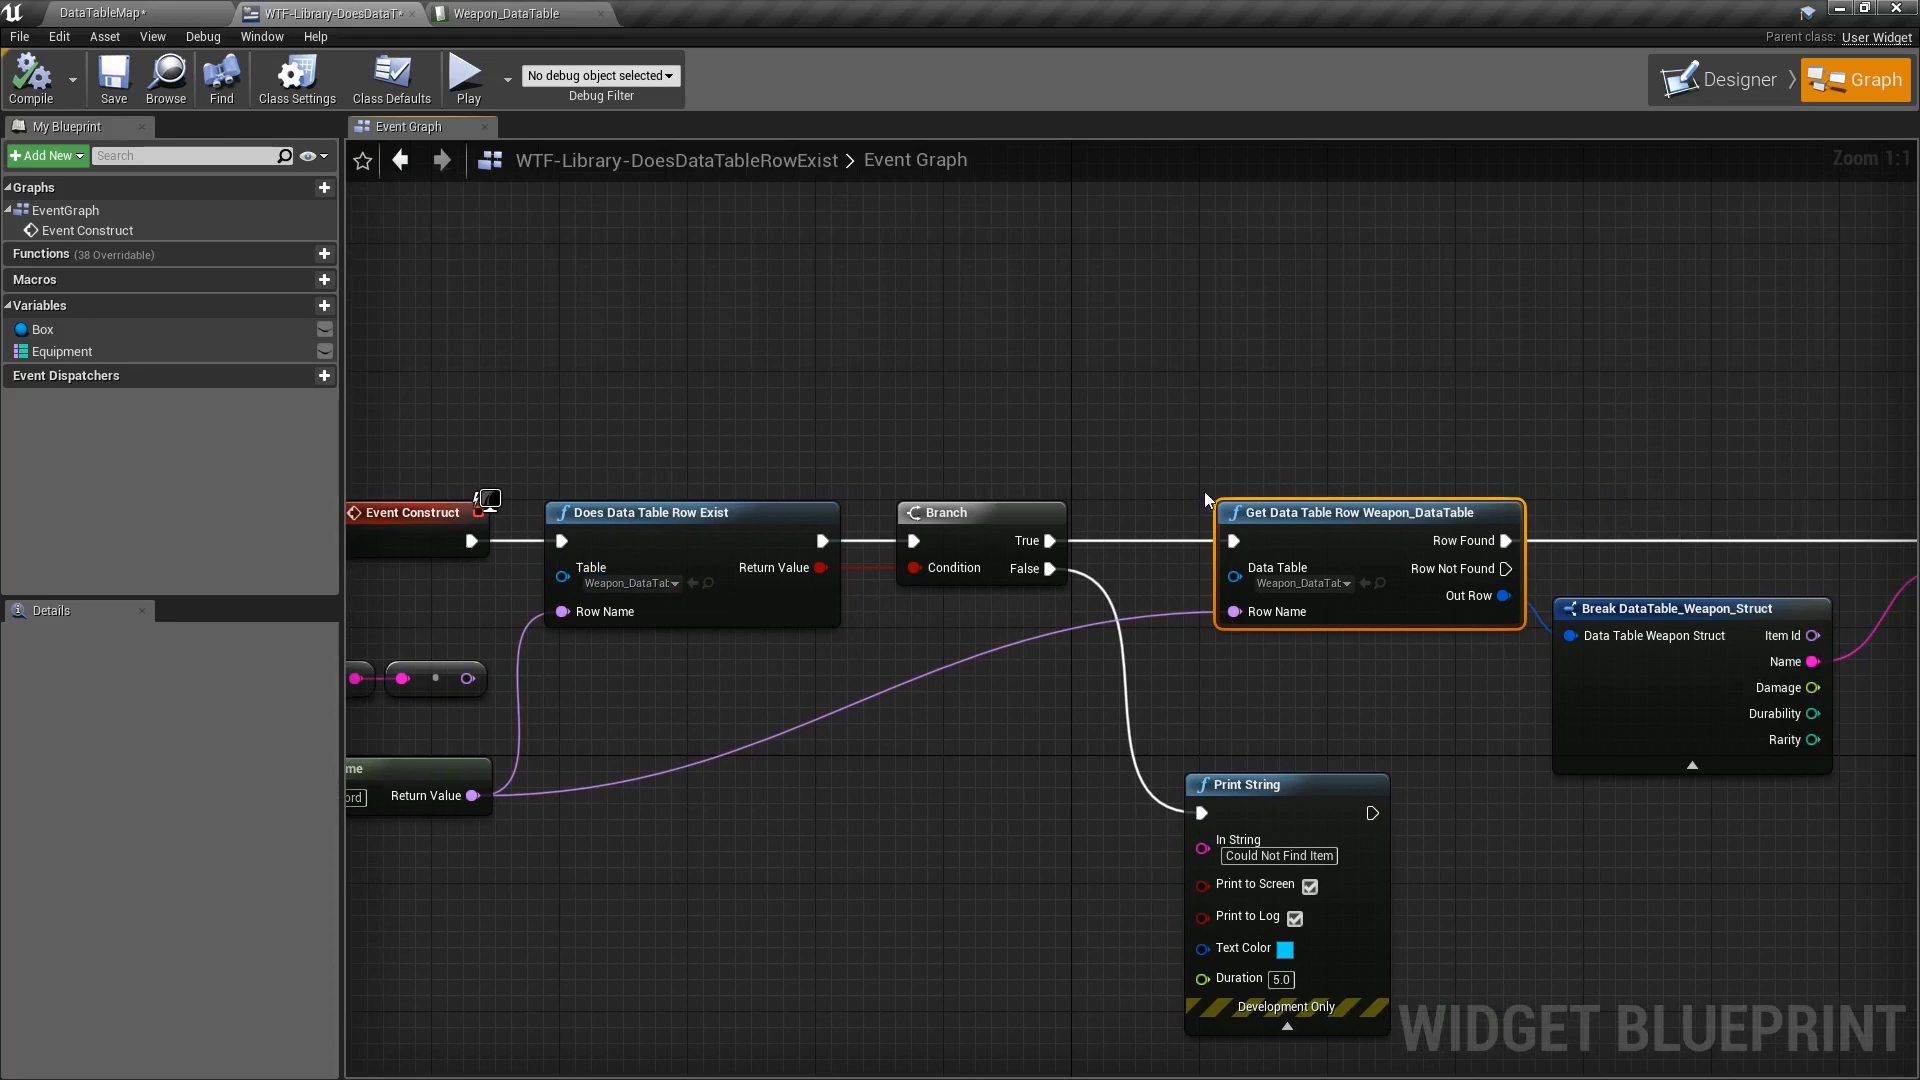 DataTableMap*
WTF-Library-DoesDataT*
Weapon_DataTable
File Edit Asset View Debug Window Help
Parent class: User Widget
Compile
Save
Browse
Find
Class Settings
Class Defaults
Play
No debug object selected
Debug Filter
Designer
Graph
My Blueprint
Event Graph
Add New
Search
WTF-Library-DoesDataTableRowExist > Event Graph
Zoom 1:1
Graphs
EventGraph
Event Construct
Functions (38 Overridable)
Macros
Variables
Box
Equipment
Event Dispatchers
Details
Event Construct
Does Data Table Row Exist
Table
Weapon_DataTat
Return Value
Row Name
Branch
True
Condition
False
Get Data Table Row Weapon_DataTable
Row Found
Data Table
Weapon_DataTat
Row Not Found
Out Row
Row Name
Break DataTable_Weapon_Struct
Data Table Weapon Struct
Item Id
Name
Damage
Durability
Rarity
me
ord
Return Value
Print String
In String
Could Not Find Item
Print to Screen
Print to Log
Text Color
Duration 5.0
Development Only
WIDGET BLUEPRINT